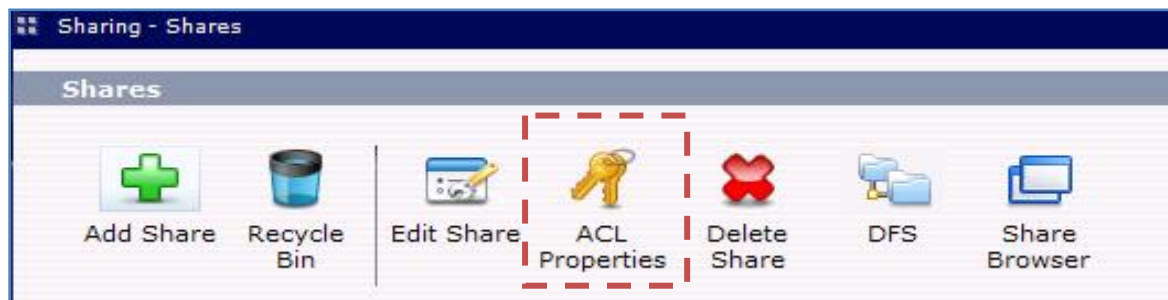 Sharing - Shares
Shares
Add Share
Recycle
Bin
Edit Share
ACL
Properties
Delete
Share
DFS
Share
Browser